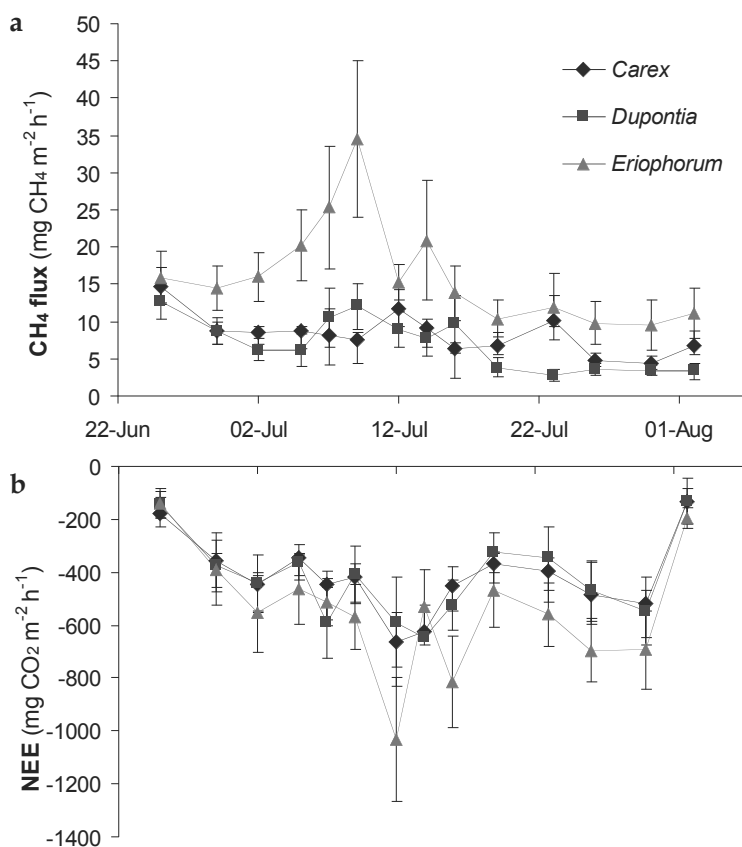 a
CH4 flux (mg CH4 m-2 h-1)
50
45
40
35
30
25
20
15
10
5
0
Carex
Dupontia
Eriophorum
22-Jun 02-Jul 12-Jul 22-Jul 01-Aug
b
NEE (mg CO2 m-2 h-1)
0
-200
-400
-600
-800
-1000
-1200
-1400